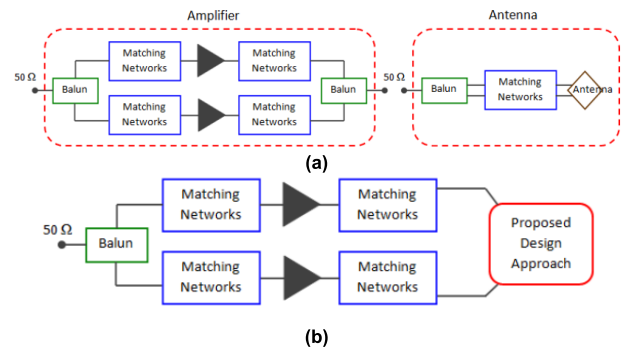 Amplifier
Antenna
Matching
Networks
Matching
Networks
50 Ω
Balun
Balun
50 Ω
50 Ω
Balun
Matching
Networks
Antenna
Matching
Networks
Matching
Networks
(a)
Matching
Networks
Matching
Networks
50 Ω
Balun
Proposed
Design
Approach
Matching
Networks
Matching
Networks
(b)